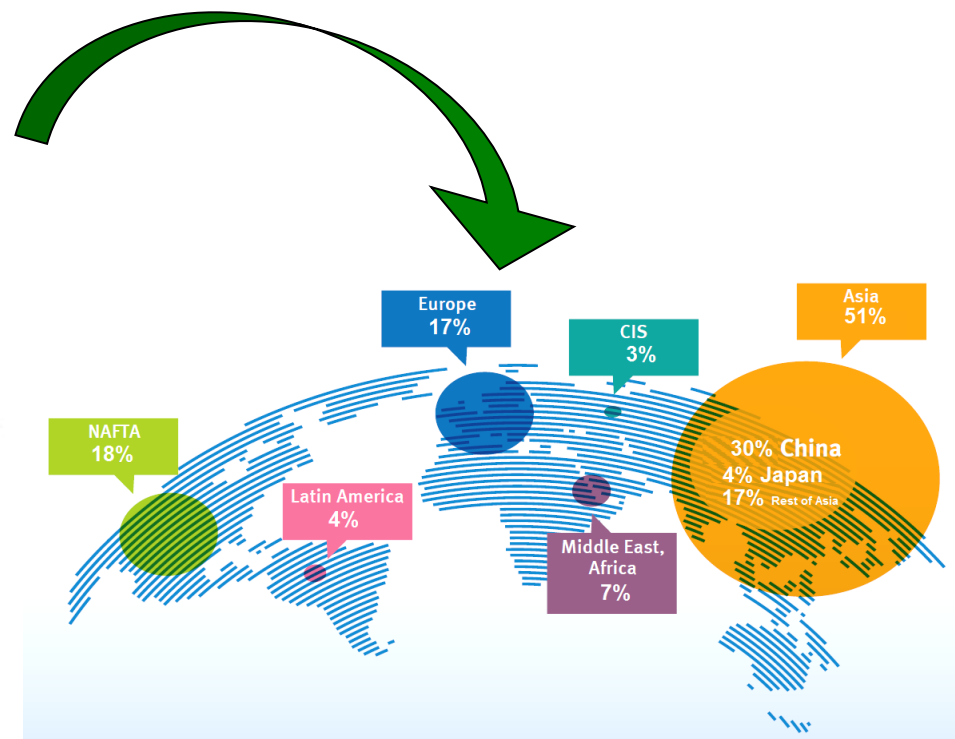 Europe
17%
Asia
51%
CIS
3%
NAFTA
18%
30% China
4% Japan
17% Rest of Asia
Latin America
4%
Middle East,
Africa
7%